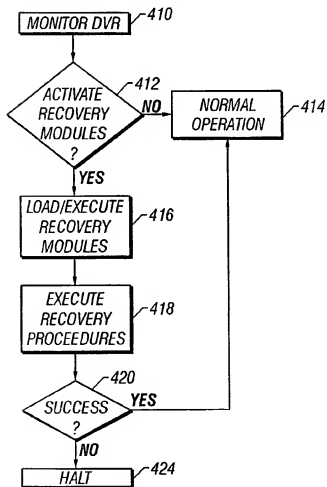 MONITOR DVR
410
412
ACTIVATE
RECOVERY
MODULES
?
NO
NORMAL
OPERATION
414
YES
LOAD/EXECUTE
RECOVERY
MODULES
416
EXECUTE
RECOVERY
PROCEEDURES
418
420
SUCCESS
?
YES
NO
HALT
424